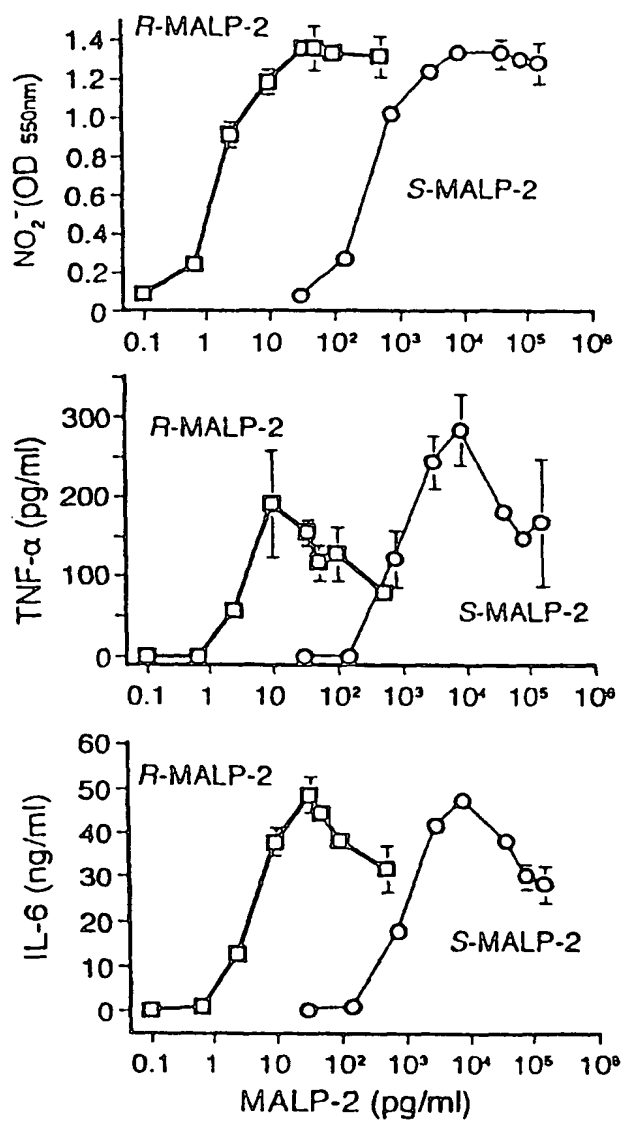 R-MALP-2
S-MALP-2
NO₂⁻(OD 550nm)
1.4
1.2
1.0
0.8
0.6
0.4
0.2
0
0.1 1 10 10² 10³ 10⁴ 10⁵ 10⁶
R-MALP-2
S-MALP-2
TNF-α (pg/ml)
300
200
100
0
0.1 1 10 10² 10³ 10⁴ 10⁵ 10⁶
R-MALP-2
S-MALP-2
IL-6 (ng/ml)
60
50
40
30
20
10
0
0.1 1 10 10² 10³ 10⁴ 10⁵ 10⁶
MALP-2 (pg/ml)